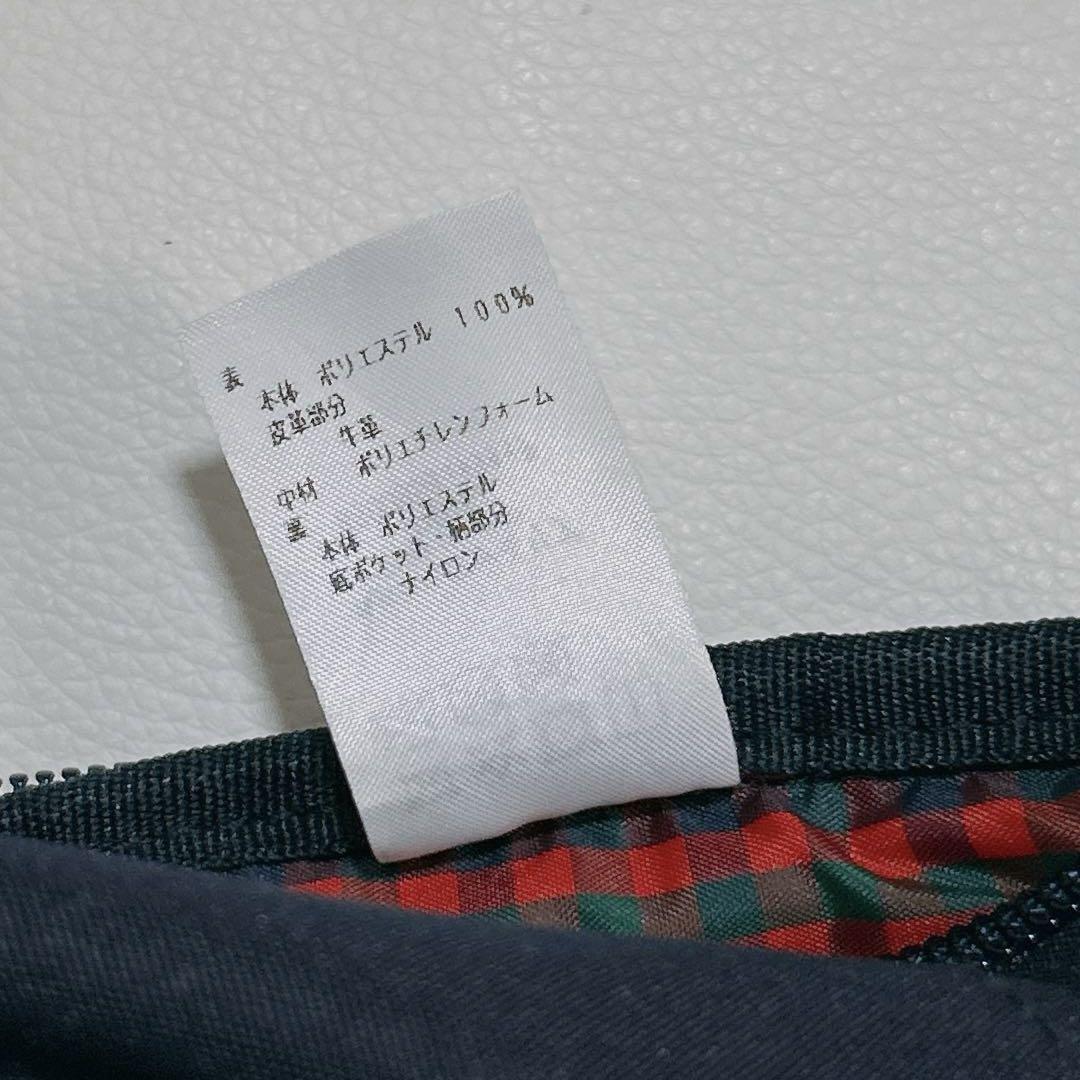 表
本体 ポリエステル 100%
皮革部分
牛革
中材 ポリエチレンフォーム
裏
本体 ポリエステル
底ポケット・柄部分
ナイロン